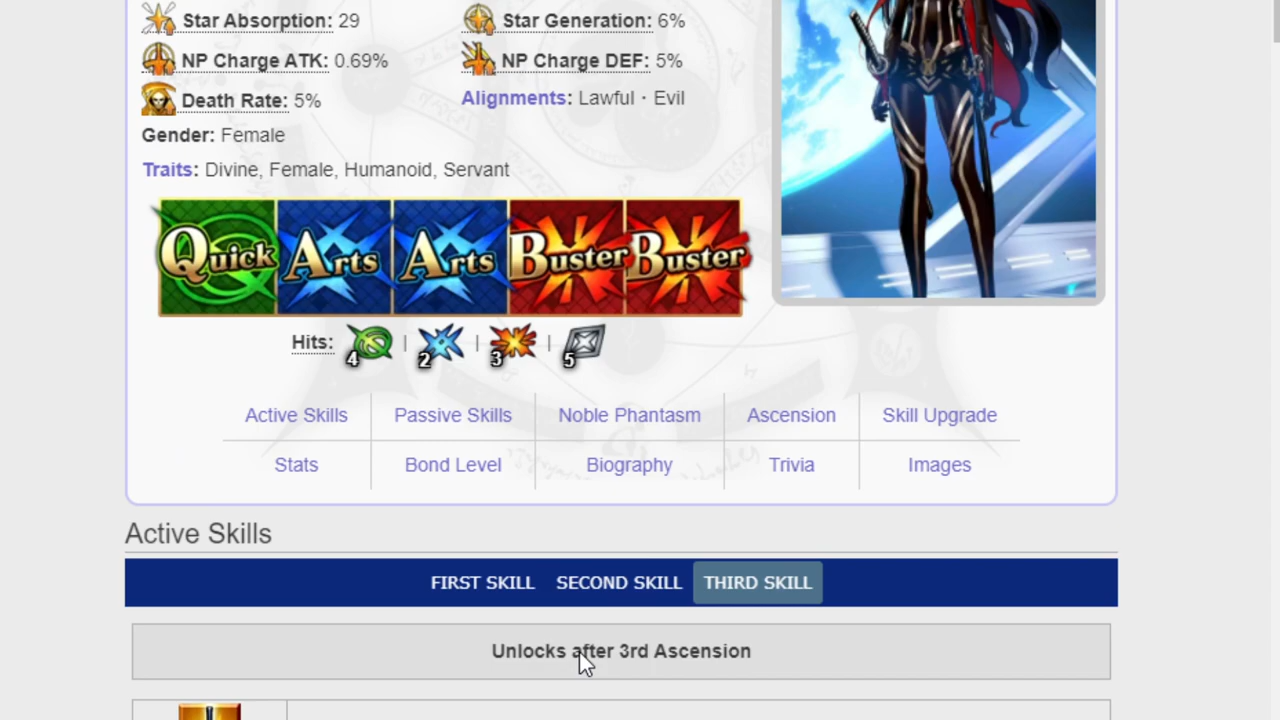 Star Absorption: 29 Star Generation: 6%
NP Charge ATK: 0.69% NP Charge DEF: 5%
Death Rate: 5% Alignments: Lawful · Evil
Gender: Female
Traits: Divine, Female, Humanoid, Servant
Quick Arts Arts Buster Buster
Hits: 4 | 2 | 3 | 5
Active Skills Passive Skills Noble Phantasm Ascension Skill Upgrade
Stats Bond Level Biography Trivia Images
Active Skills
FIRST SKILL SECOND SKILL THIRD SKILL
Unlocks after 3rd Ascension